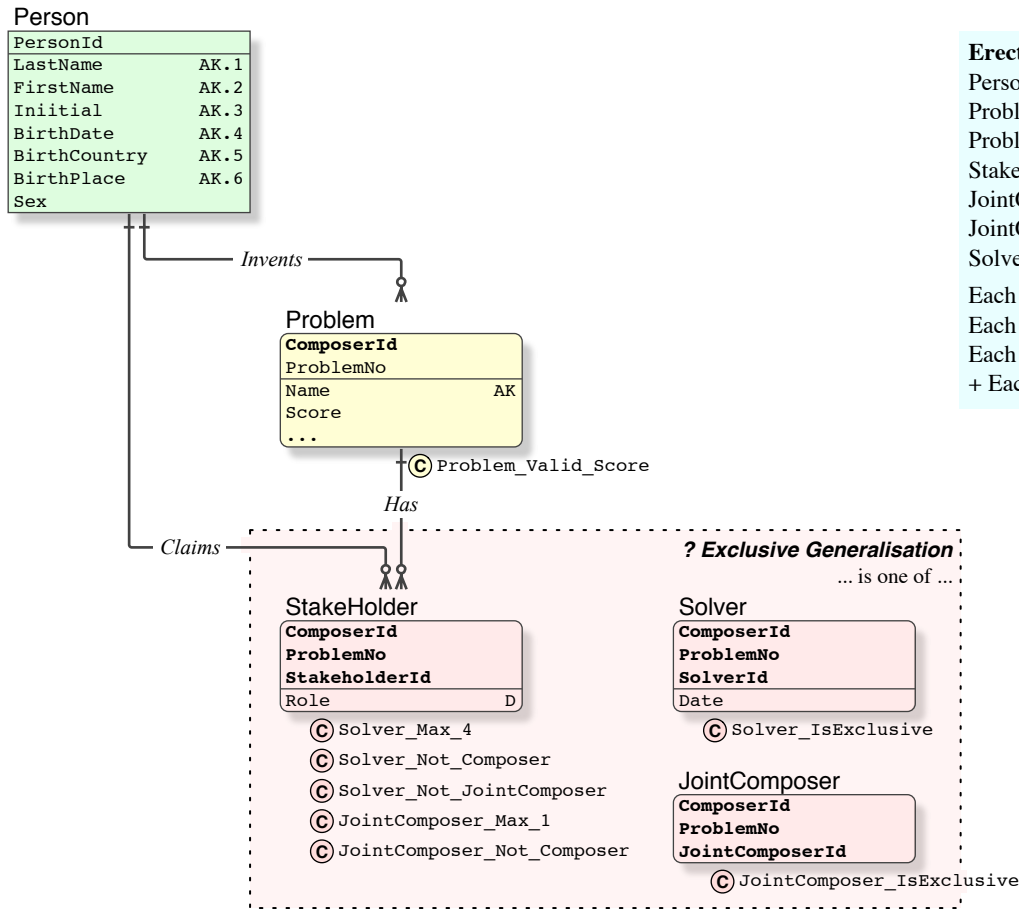 Person
PersonId
LastName AK.1
FirstName AK.2
Iniitial AK.3
BirthDate AK.4
BirthCountry AK.5
BirthPlace AK.6
Sex
Invents
Problem
ComposerId
ProblemNo
Name AK
Score
...
C Problem_Valid_Score
Has
Claims
? Exclusive Generalisation
... is one of ...
StakeHolder
ComposerId
ProblemNo
StakeholderId
Role D
C Solver_Max_4
C Solver_Not_Composer
C Solver_Not_JointComposer
C JointComposer_Max_1
C JointComposer_Not_Composer
Solver
ComposerId
ProblemNo
SolverId
Date
C Solver_IsExclusive
JointComposer
ComposerId
ProblemNo
JointComposerId
C JointComposer_IsExclusive
Erect
Perso
Probl
Probl
Stake
JointC
JointC
Solve
Each
Each
Each
+ Eac